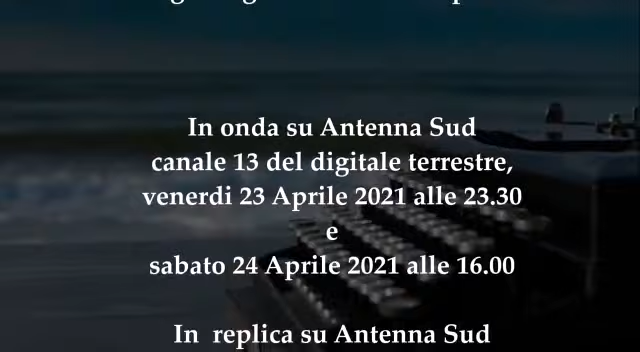 In onda su Antenna Sud
canale 13 del digitale terrestre,
venerdi 23 Aprile 2021 alle 23.30
e
sabato 24 Aprile 2021 alle 16.00
In replica su Antenna Sud